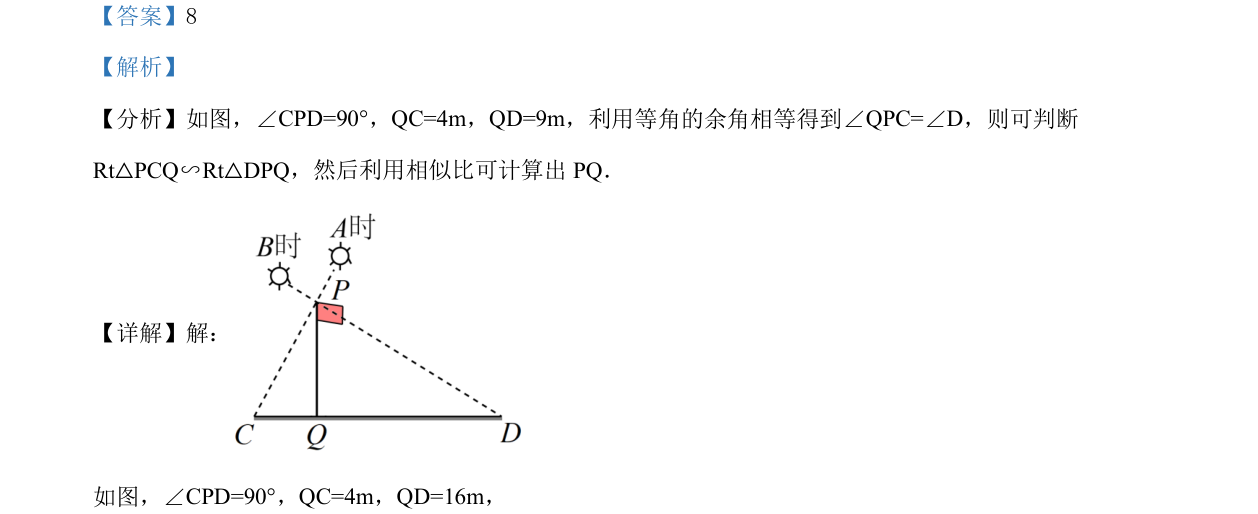 【答案】8
【解析】
【分析】如图，∠CPD=90°，QC=4m，QD=9m，利用等角的余角相等得到∠QPC=∠D，则可判断
Rt△PCQ∽Rt△DPQ，然后利用相似比可计算出 PQ．
A时
B时
P
【详解】解：
C Q D
如图，∠CPD=90°，QC=4m，QD=16m，